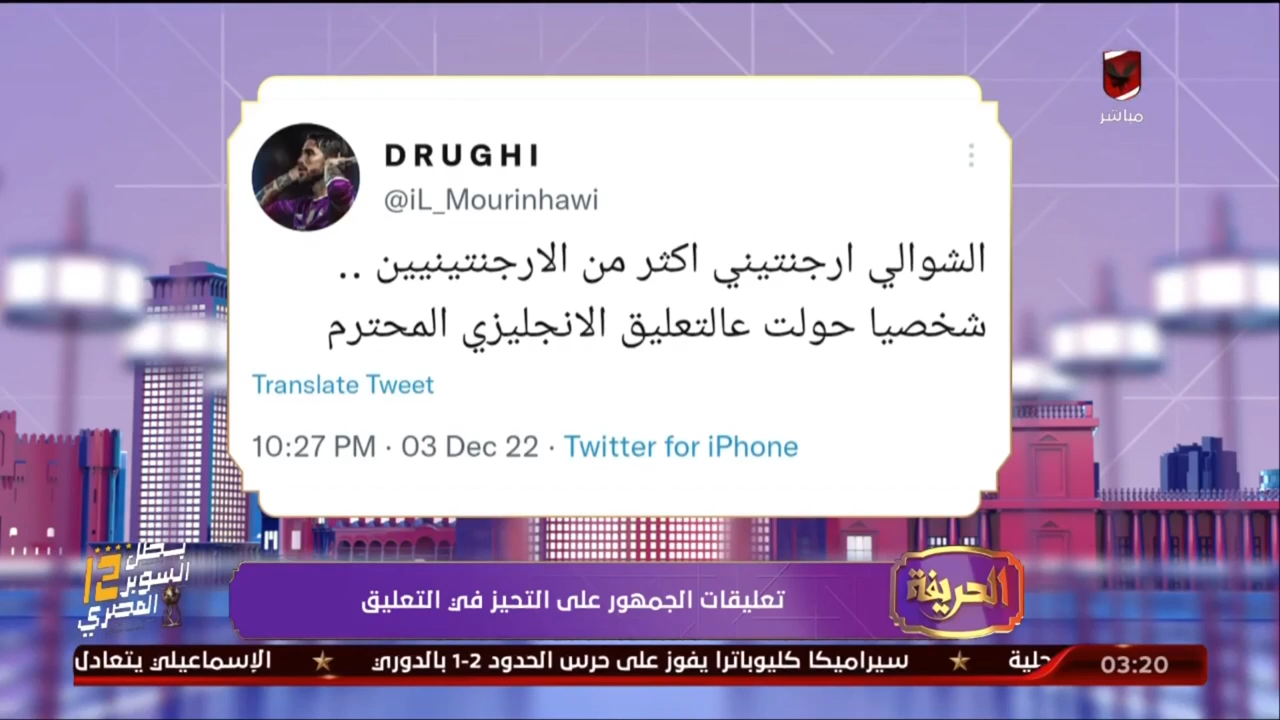 مباشر
DRUGHI
@iL_Mourinhawi
الشوالي ارجنتيني اكثر من الارجنتينيين ..
شخصيا حولت عالتعليق الانجليزي المحترم
Translate Tweet
10:27 PM · 03 Dec 22 · Twitter for iPhone
بطل
السوبر 12
المصري
الحريفة
تعليقات الجمهور على التحيز في التعليق
03:20
حلية ★ سيراميكا كليوباترا يفوز على حرس الحدود 2-1 بالدوري ★ الإسماعيلي يتعادل